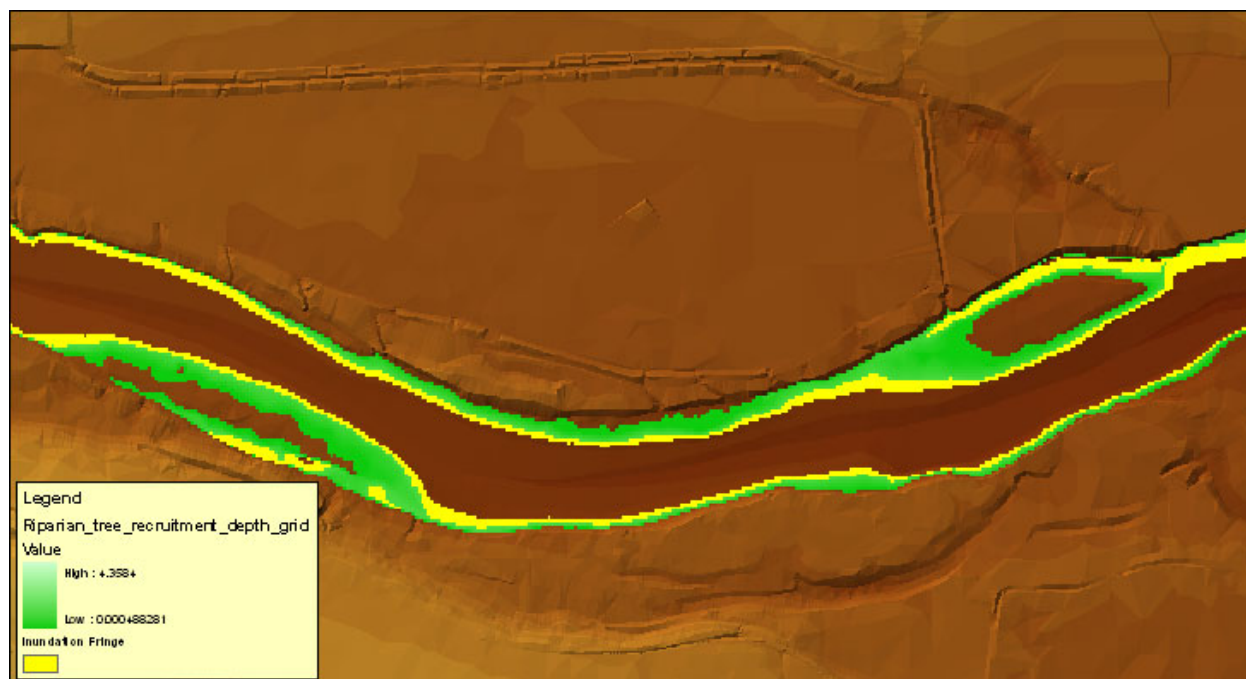 Legend
Riparian_tree_recruitment_depth_grid
Value
High : 4.3584
Low : 0.000488281
Inundation Fringe